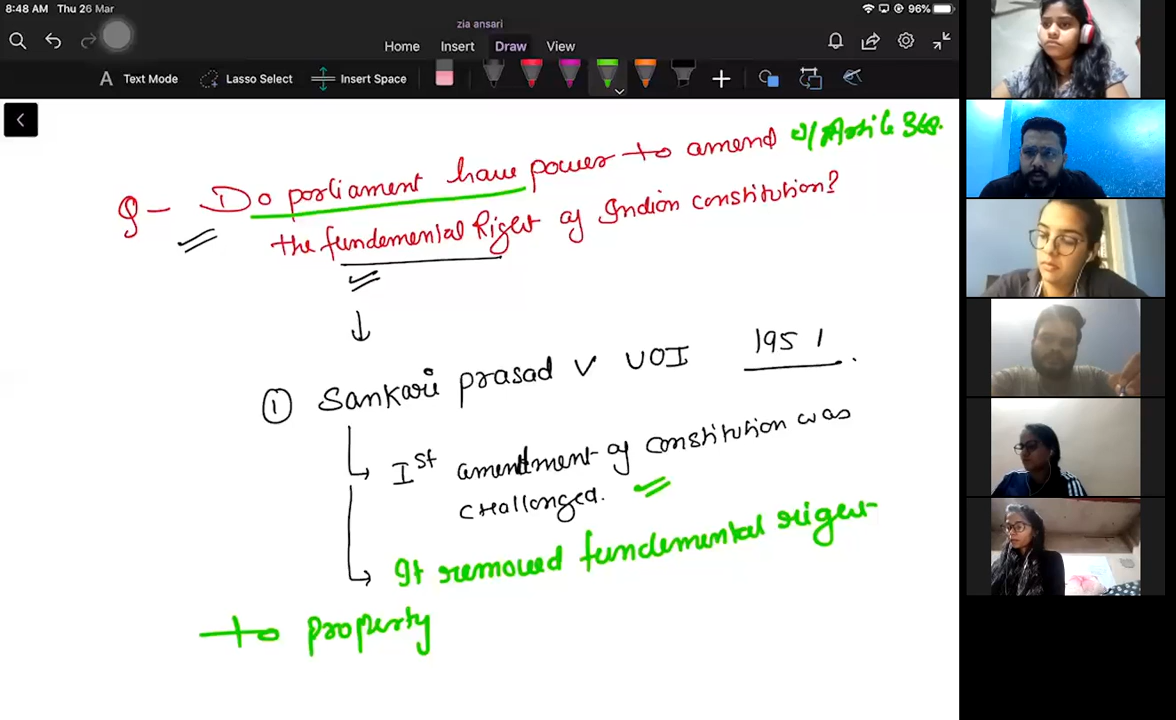 8:48 AM Thu 26 Mar
96%
zia ansari
Home Insert Draw View
Text Mode Lasso Select Insert Space
Q - Do parliament have power to amend u/Article 368.
the fundemental Right of Indian constitution?
① Sankari prasad v UOI 1951.
Ist amendment of constitution was
challenged.
It removed fundemental right
to property